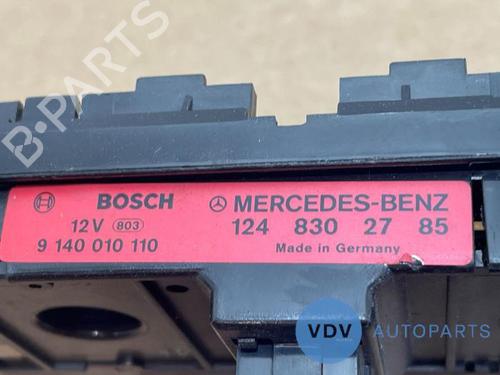 B-PARTS
BOSCH
12V 803
9 140 010 110
MERCEDES-BENZ
124 830 27 85
Made in Germany
VDV AUTOPARTS